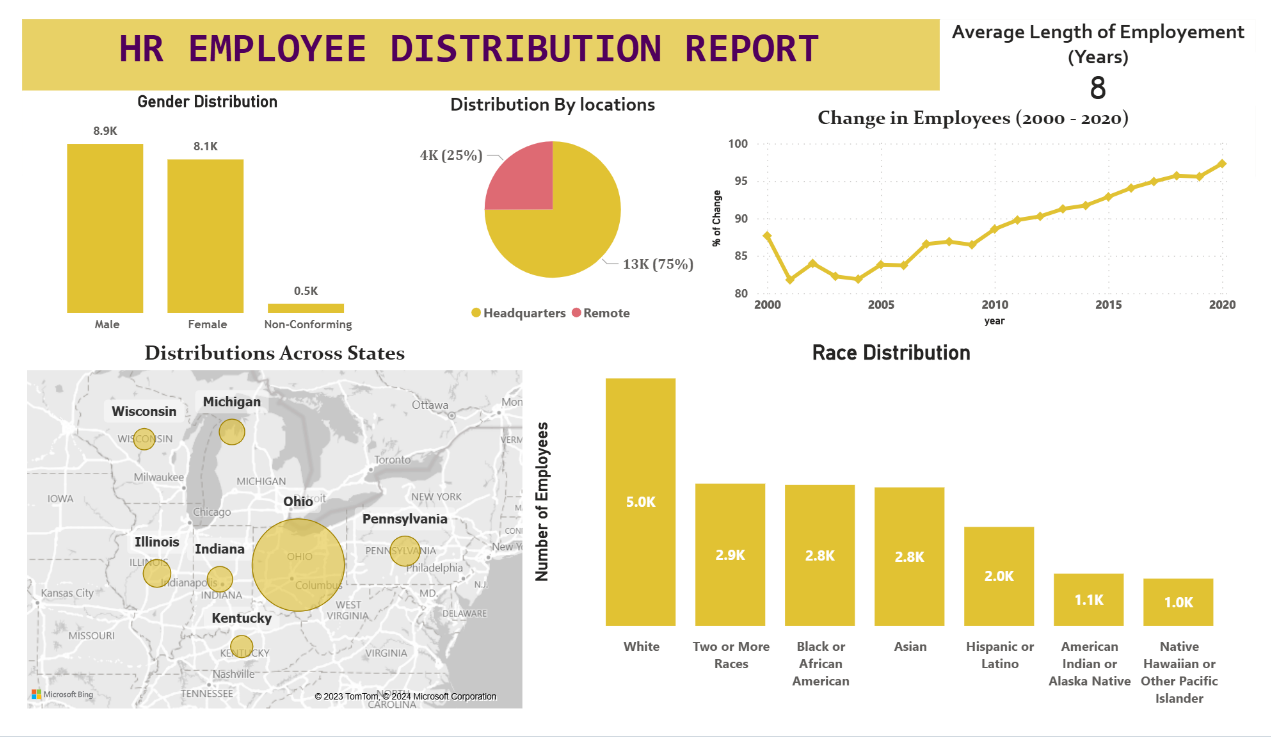 HR EMPLOYEE DISTRIBUTION REPORT
Average Length of Employement
(Years)
8
Gender Distribution
8.9K
8.1K
0.5K
Male
Female
Non-Conforming
Distribution By locations
4K (25%)
13K (75%)
Headquarters
Remote
Change in Employees (2000 - 2020)
% of Change
100
95
90
85
80
2000
2005
2010
2015
2020
year
Distributions Across States
Wisconsin
Michigan
Ohio
Pennsylvania
Illinois
Indiana
Kentucky
WISCONSIN
Ottawa
Mon
VERM
Toronto
Milwaukee
MICHIGAN
IOWA
oit
NEW YORK
Chicago
CONN
New Y
OHIO
PENNSYLVANIA
ILLINOIS
Indianapolis
INDIANA
Columbus
Philadelphia
NJ
MD
Kansas City
WEST
VIRGINIA
DELAWARE
MISSOURI
KENTUCKY
VIRGINIA
Nashville
TENNESSEE
NORTH
CAROLINA
Microsoft Bing
© 2023 TomTom, © 2024 Microsoft Corporation
Race Distribution
Number of Employees
5.0K
2.9K
2.8K
2.8K
2.0K
1.1K
1.0K
White
Two or More
Races
Black or
African
American
Asian
Hispanic or
Latino
American
Indian or
Alaska Native
Native
Hawaiian or
Other Pacific
Islander